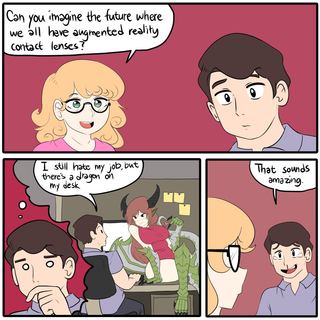 Can you imagine the future where
we all have augmented reality
contact lenses?
I still hate my job, but
there's a dragon on
my desk.
That sounds
amazing.